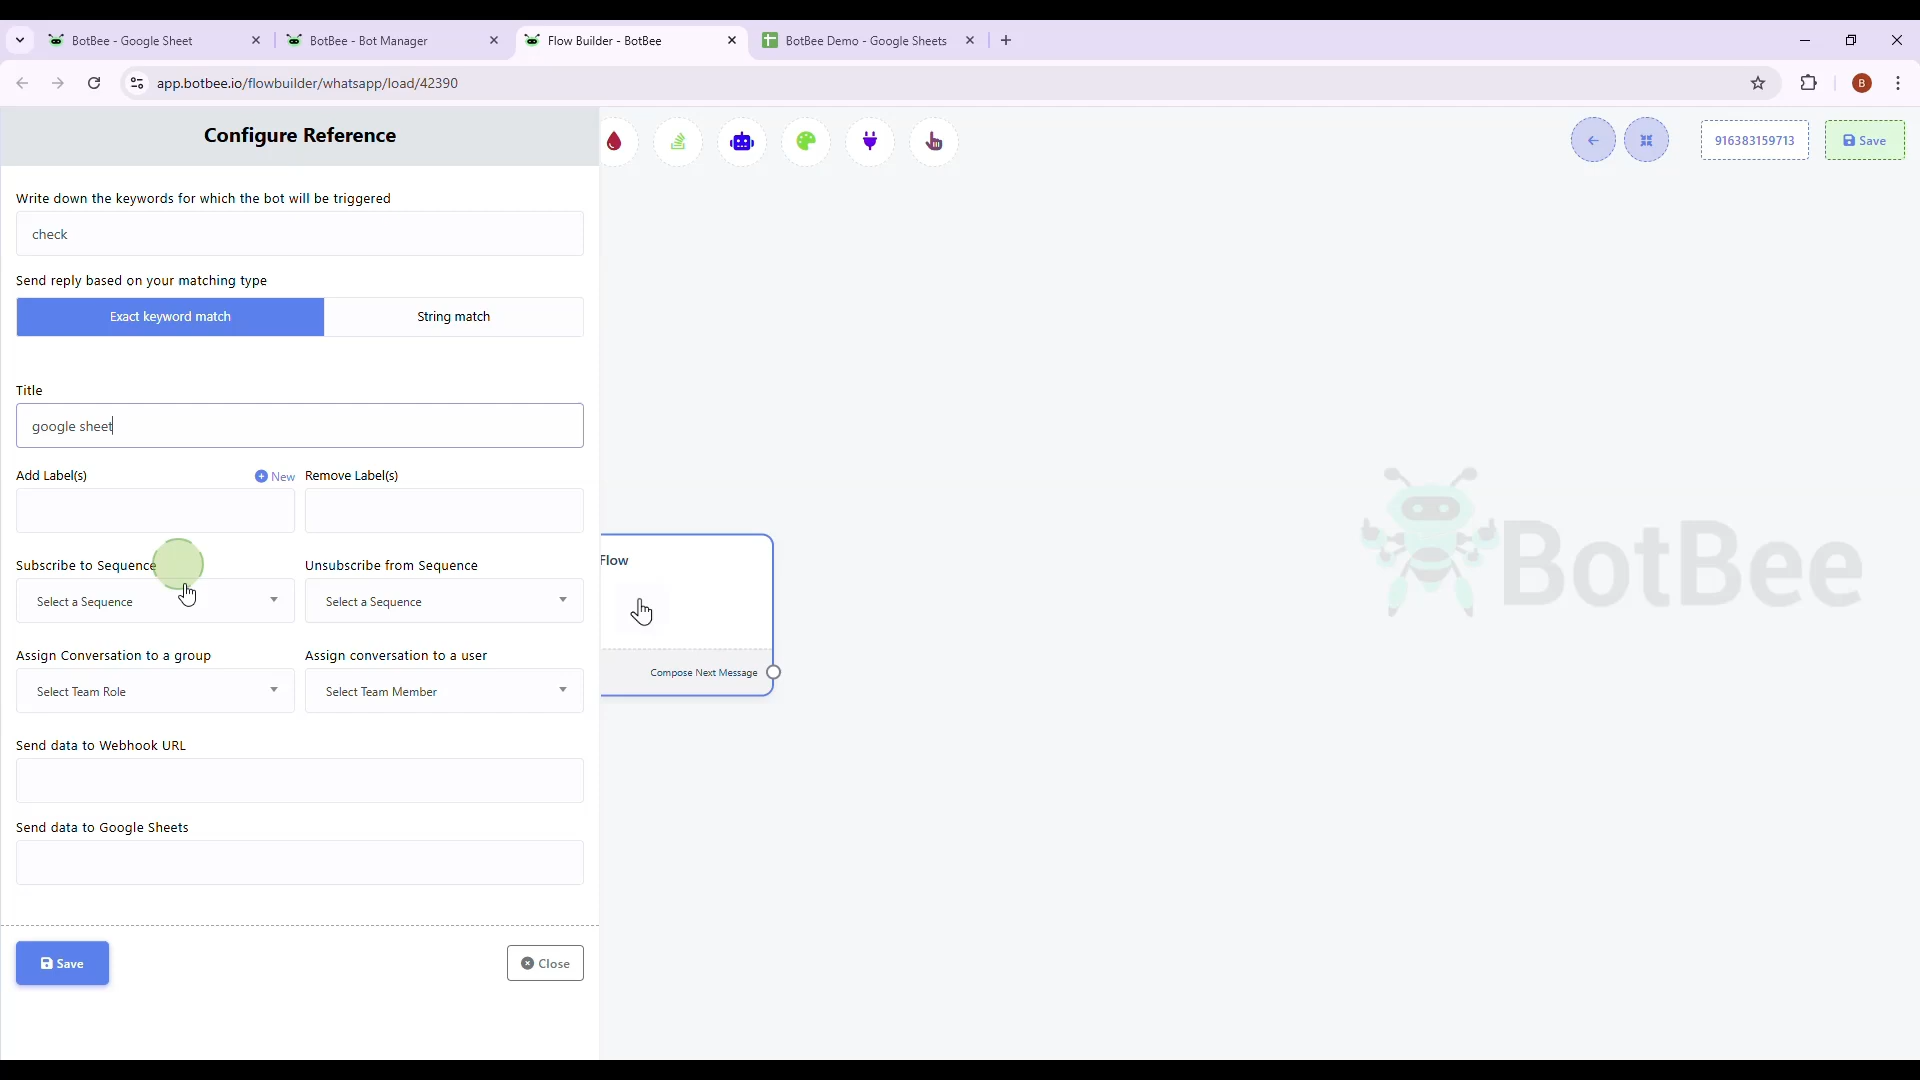 BotBee - Google Sheet
BotBee - Bot Manager
Flow Builder - BotBee
BotBee Demo - Google Sheets
app.botbee.io/flowbuilder/whatsapp/load/42390
B
Configure Reference
916383159713
Save
Write down the keywords for which the bot will be triggered
check
Send reply based on your matching type
Exact keyword match
String match
Title
google sheet
Add Label(s)
New
Remove Label(s)
Subscribe to Sequence
Unsubscribe from Sequence
Select a Sequence
Select a Sequence
Flow
Compose Next Message
BotBee
Assign Conversation to a group
Assign conversation to a user
Select Team Role
Select Team Member
Send data to Webhook URL
Send data to Google Sheets
Save
Close